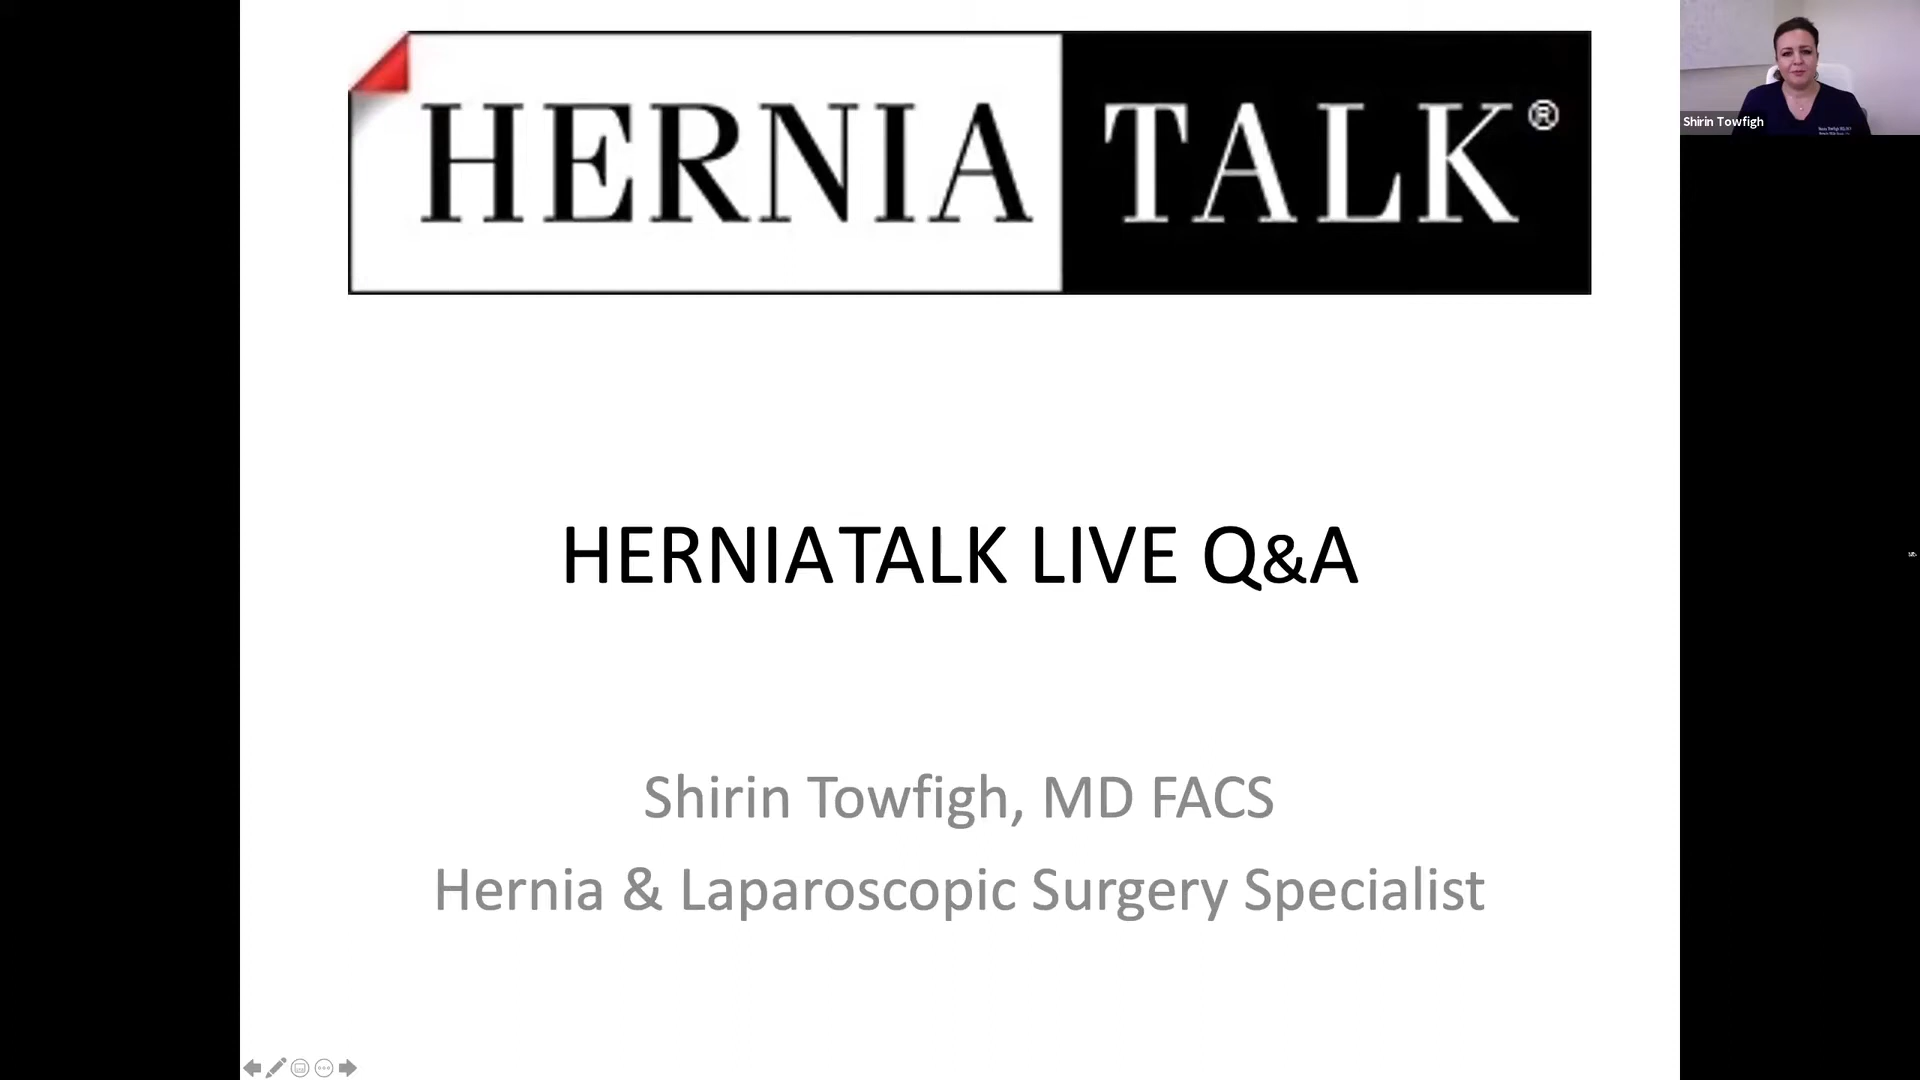 HERNIA TALK®
Shirin Towfigh
HERNIATALK LIVE Q&A
Shirin Towfigh, MD FACS
Hernia & Laparoscopic Surgery Specialist